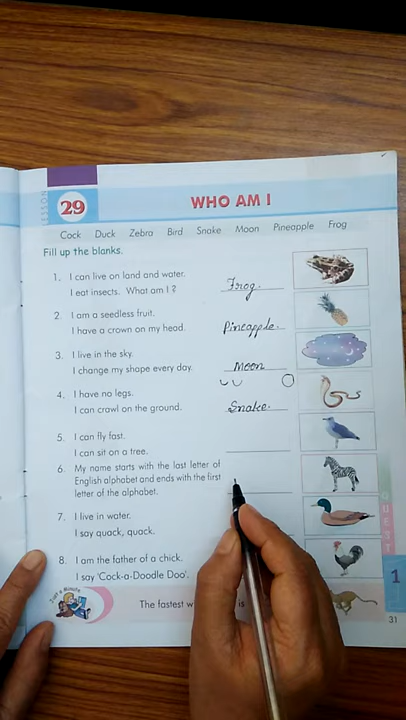 LESSON
29
WHO AM I
Cock Duck Zebra Bird Snake Moon Pineapple Frog
Fill up the blanks.
1. I can live on land and water.
I eat insects. What am I ? Frog.
2. I am a seedless fruit.
I have a crown on my head. Pineapple.
3. I live in the sky.
I change my shape every day. Moon
4. I have no legs.
I can crawl on the ground. Snake.
5. I can fly fast.
I can sit on a tree.
6. My name starts with the last letter of
English alphabet and ends with the first
letter of the alphabet.
7. I live in water.
I say quack, quack.
8. I am the father of a chick.
I say 'Cock-a-Doodle Doo'.
Just a Minute
The fastest w is
QUEST
1
31